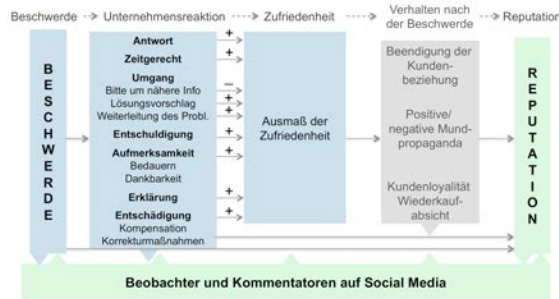 Beschwerde
Unternehmensreaktion
Zufriedenheit
Verhalten nach
der Beschwerde
Reputation
BESCHWERDE
Antwort
+
Zeitgerecht
+
Umgang
Bitte um nähere Info
–
Lösungsvorschlag
+
Weiterleitung des Probl.
+
Entschuldigung
+
Aufmerksamkeit
+
Bedauern
Dankbarkeit
Erklärung
+
Entschädigung
+
Kompensation
Korrekturmaßnahmen
Ausmaß der
Zufriedenheit
Beendigung der
Kunden-
beziehung
Positive/
negative Mund-
propaganda
Kundenloyalität
Wiederkauf-
absicht
REPUTATION
Beobachter und Kommentatoren auf Social Media